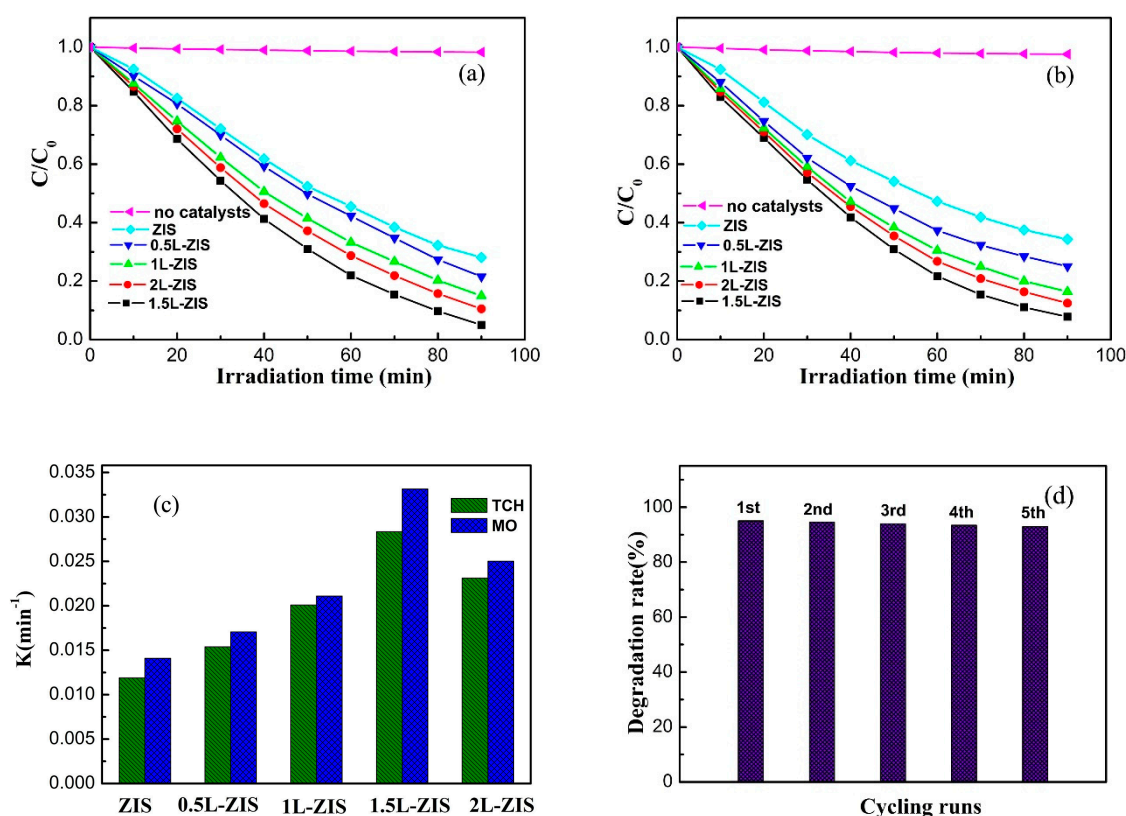 (a)
1.0
0.8
0.6
0.4
0.2
0.0
C/C0
no catalysts
ZIS
0.5L-ZIS
1L-ZIS
2L-ZIS
1.5L-ZIS
0 20 40 60 80 100
Irradiation time (min)
(b)
1.0
0.8
0.6
0.4
0.2
0.0
C/C0
no catalysts
ZIS
0.5L-ZIS
1L-ZIS
2L-ZIS
1.5L-ZIS
0 20 40 60 80 100
Irradiation time (min)
(c)
0.035
0.030
0.025
0.020
0.015
0.010
0.005
0.000
K(min-1)
TCH
MO
ZIS 0.5L-ZIS 1L-ZIS 1.5L-ZIS 2L-ZIS
(d)
100
80
60
40
20
0
Degradation rate(%)
1st 2nd 3rd 4th 5th
Cycling runs